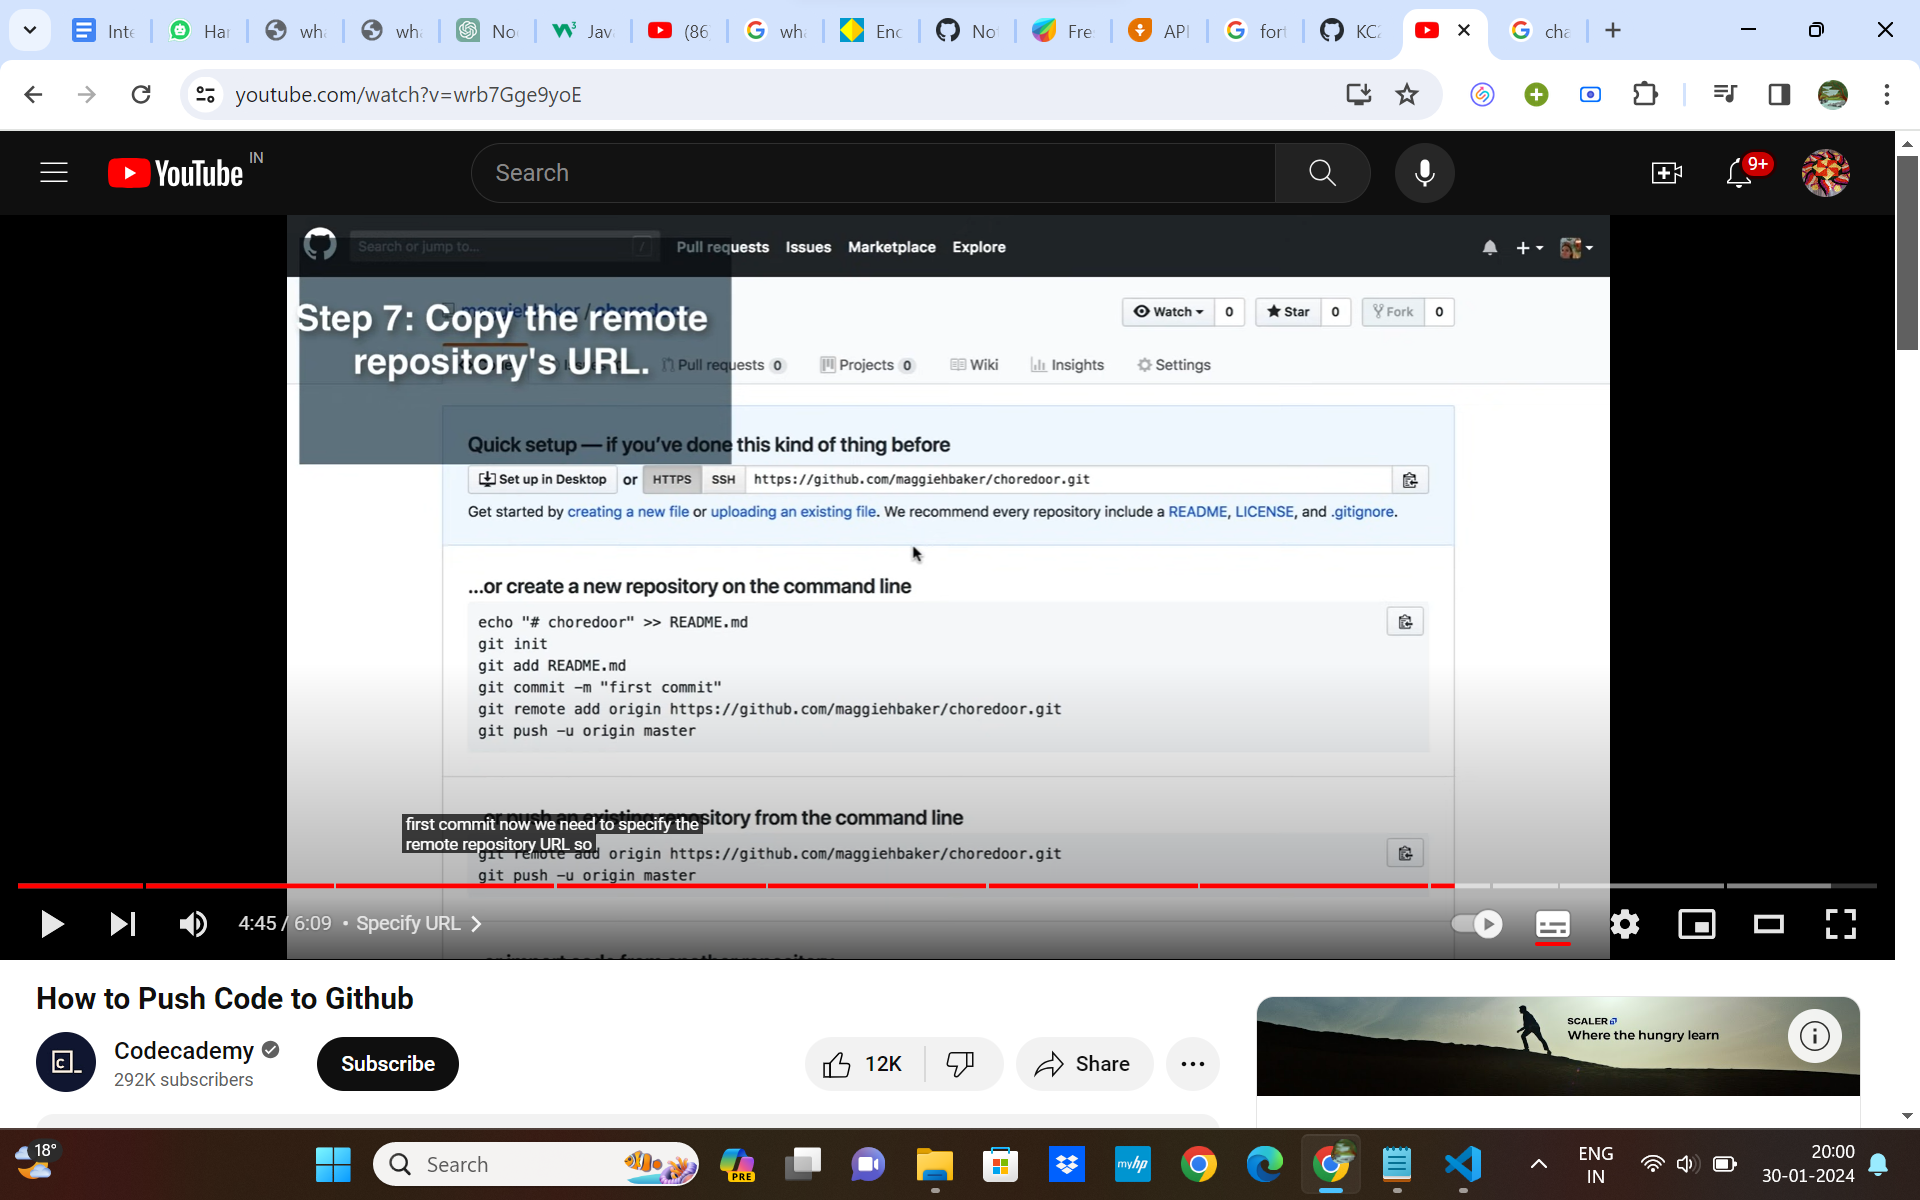 Inte
Har
wha
wha
No
Java
(86
wha
Enc
No
Fre
API
for
KC
cha
youtube.com/watch?v=wrb7Gge9yoE
YouTube IN
Search
9+
Search or jump to... /
Pull requests Issues Marketplace Explore
Step 7: Copy the remote
repository's URL.
Watch 0 Star 0 Fork 0
Pull requests 0 Projects 0 Wiki Insights Settings
Quick setup — if you've done this kind of thing before
Set up in Desktop or HTTPS SSH https://github.com/maggiehbaker/choredoor.git
Get started by creating a new file or uploading an existing file. We recommend every repository include a README, LICENSE, and .gitignore.
...or create a new repository on the command line
echo "# choredoor" >> README.md
git init
git add README.md
git commit -m "first commit"
git remote add origin https://github.com/maggiehbaker/choredoor.git
git push -u origin master
...or push an existing repository from the command line
first commit now we need to specify the
remote repository URL so
git remote add origin https://github.com/maggiehbaker/choredoor.git
git push -u origin master
4:45 / 6:09 • Specify URL
How to Push Code to Github
Codecademy
292K subscribers
Subscribe
12K
Share
SCALER
Where the hungry learn
18°
Search
PRE
myhp
ENG
IN
20:00
30-01-2024